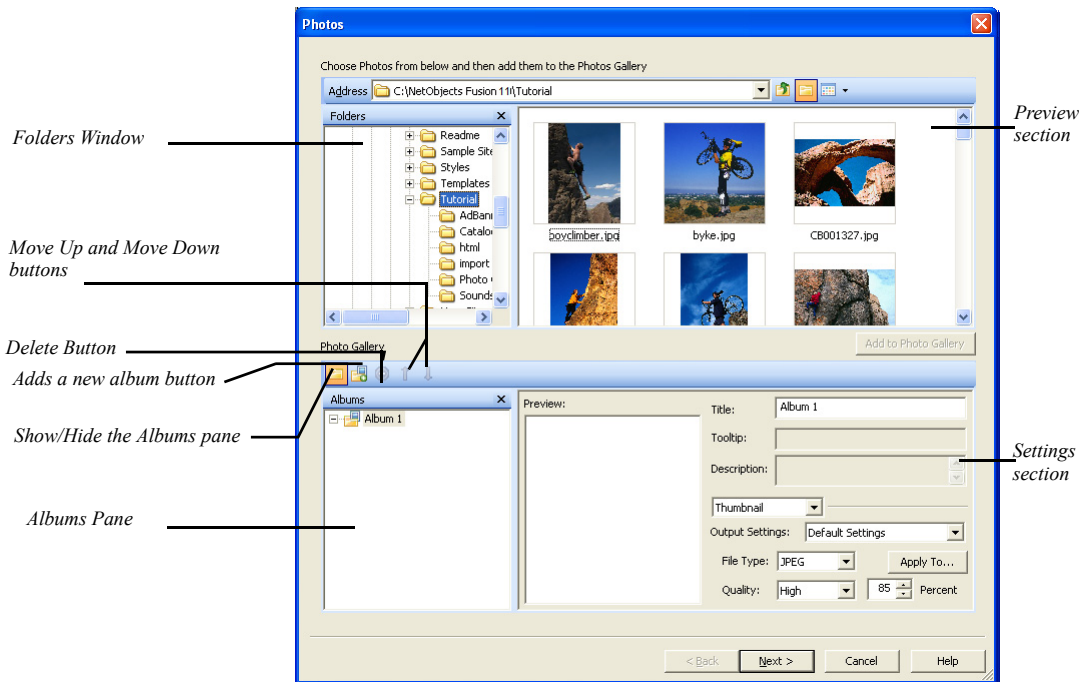 Photos
Choose Photos from below and then add them to the Photos Gallery
Address C:\NetObjects Fusion 11\Tutorial
Folders
Readme
Sample Site
Styles
Templates
Tutorial
AdBann
Catalo
html
import
Photo
Sounds
boyclimber.jpg
byke.jpg
CB001327.jpg
Folders Window
Preview
section
Move Up and Move Down
buttons
Delete Button
Adds a new album button
Show/Hide the Albums pane
Albums Pane
Settings
section
Photo Gallery
Add to Photo Gallery
Albums
Album 1
Preview:
Title: Album 1
Tooltip:
Description:
Thumbnail
Output Settings: Default Settings
File Type: JPEG
Apply To...
Quality: High 85 Percent
< Back
Next >
Cancel
Help